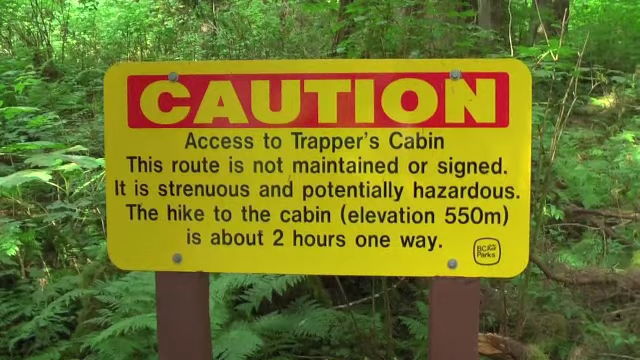 CAUTION
Access to Trapper's Cabin
This route is not maintained or signed.
It is strenuous and potentially hazardous.
The hike to the cabin (elevation 550m)
is about 2 hours one way.
BC
Parks